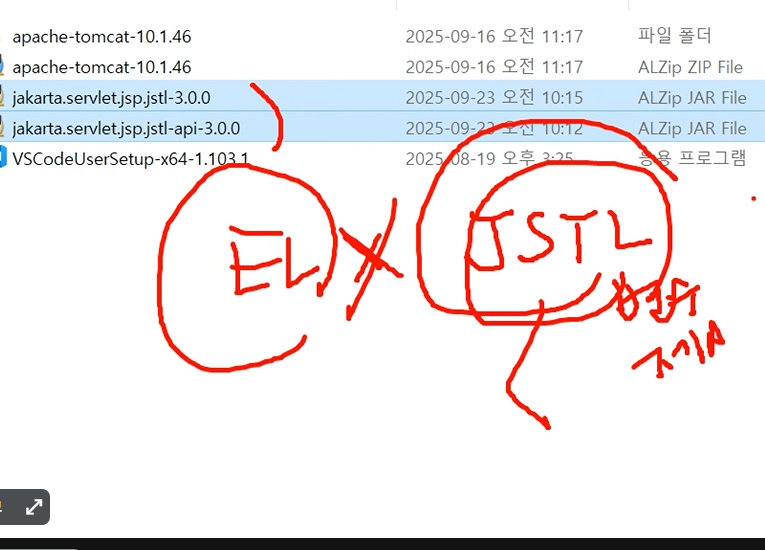 apache-tomcat-10.1.46 2025-09-16 오전 11:17 파일 폴더
apache-tomcat-10.1.46 2025-09-16 오전 11:17 ALZip ZIP File
jakarta.servlet.jsp.jstl-3.0.0 2025-09-23 오전 10:15 ALZip JAR File
jakarta.servlet.jsp.jstl-api-3.0.0 2025-09-23 오전 10:12 ALZip JAR File
VSCodeUserSetup-x64-1.103.1 2025-08-19 오후 3:25 응용 프로그램
EL JSTL